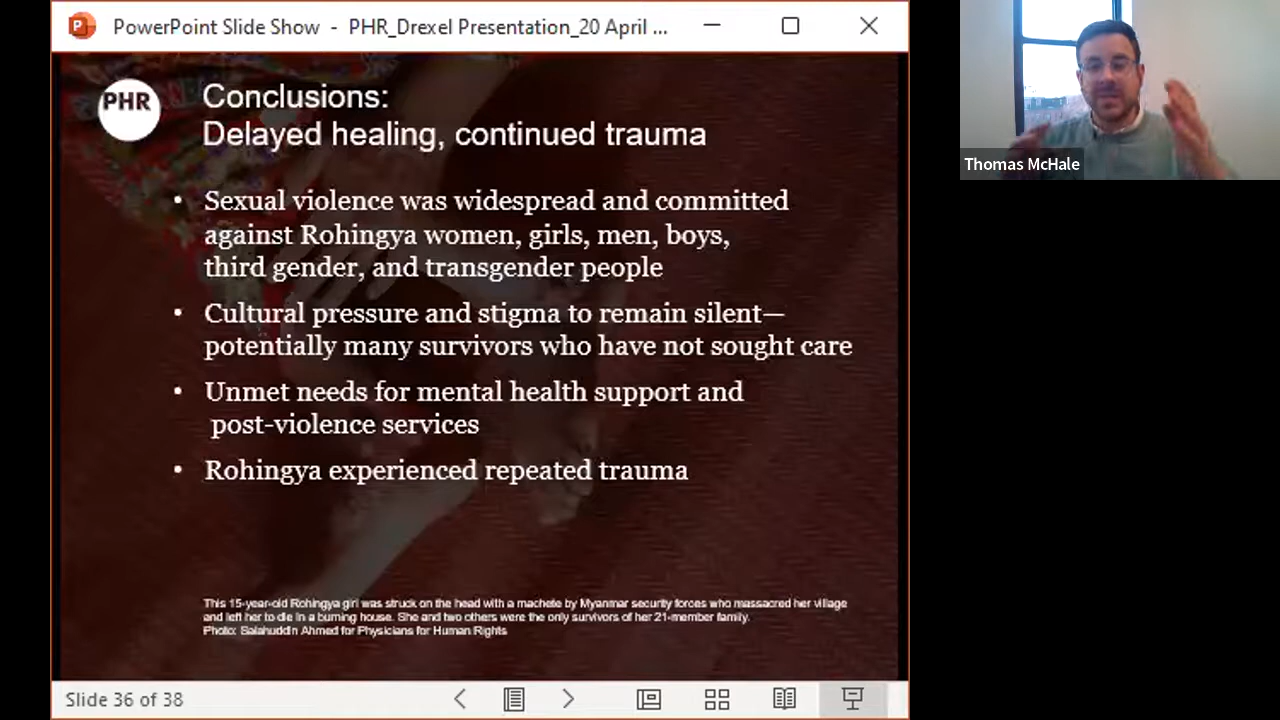 PowerPoint Slide Show - PHR_Drexel Presentation_20 April ...
PHR
Conclusions:
Delayed healing, continued trauma
• Sexual violence was widespread and committed
against Rohingya women, girls, men, boys,
third gender, and transgender people
• Cultural pressure and stigma to remain silent—
potentially many survivors who have not sought care
• Unmet needs for mental health support and
post-violence services
• Rohingya experienced repeated trauma
This 15-year-old Rohingya girl was struck on the head with a machete by Myanmar security forces who massacred her village
and left her to die in a burning house. She and two others were the only survivors of her 21-member family.
Photo: Salahuddin Ahmed for Physicians for Human Rights
Slide 36 of 38
Thomas McHale